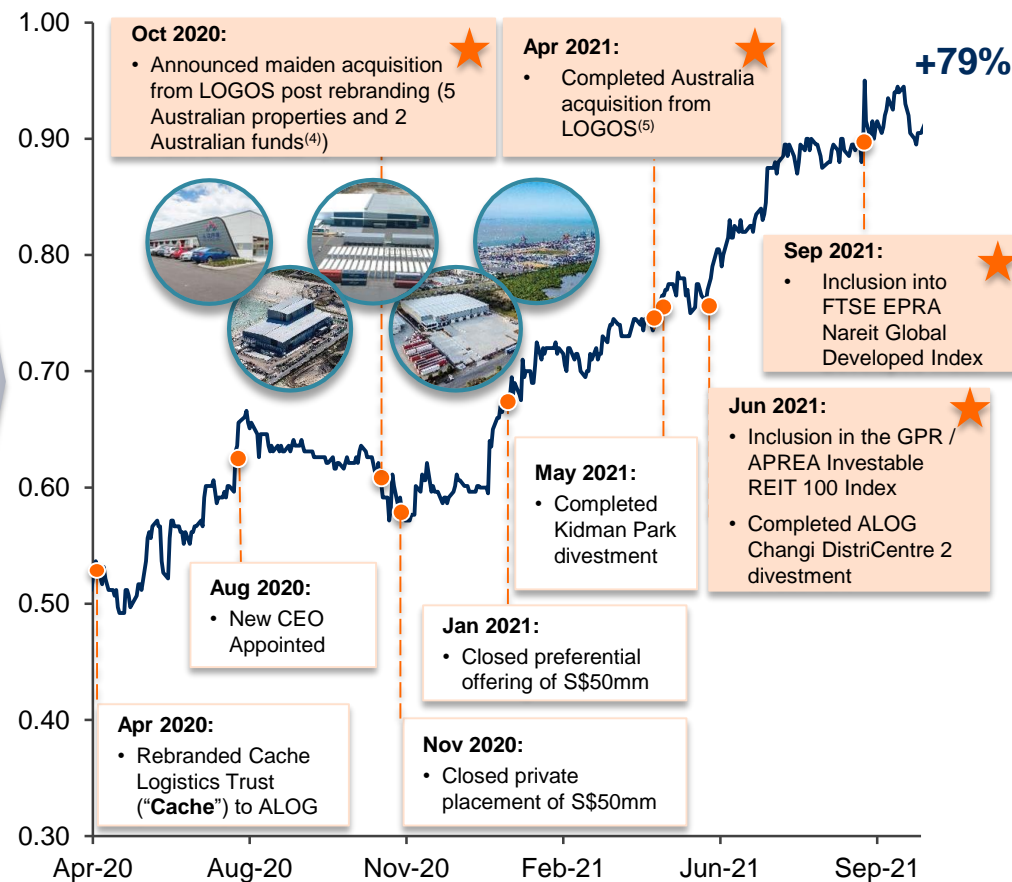 1.00
0.90
0.80
0.70
0.60
0.50
0.40
0.30
Oct 2020:
• Announced maiden acquisition
from LOGOS post rebranding (5
Australian properties and 2
Australian funds(4))
Apr 2021:
• Completed Australia
acquisition from
LOGOS(5)
+79%
Sep 2021:
• Inclusion into
FTSE EPRA
Nareit Global
Developed Index
Jun 2021:
• Inclusion in the GPR /
APREA Investable
REIT 100 Index
• Completed ALOG
Changi DistriCentre 2
divestment
May 2021:
• Completed
Kidman Park
divestment
Aug 2020:
• New CEO
Appointed
Jan 2021:
• Closed preferential
offering of S$50mm
Apr 2020:
• Rebranded Cache
Logistics Trust
(“Cache”) to ALOG
Nov 2020:
• Closed private
placement of S$50mm
Apr-20
Aug-20
Nov-20
Feb-21
Jun-21
Sep-21